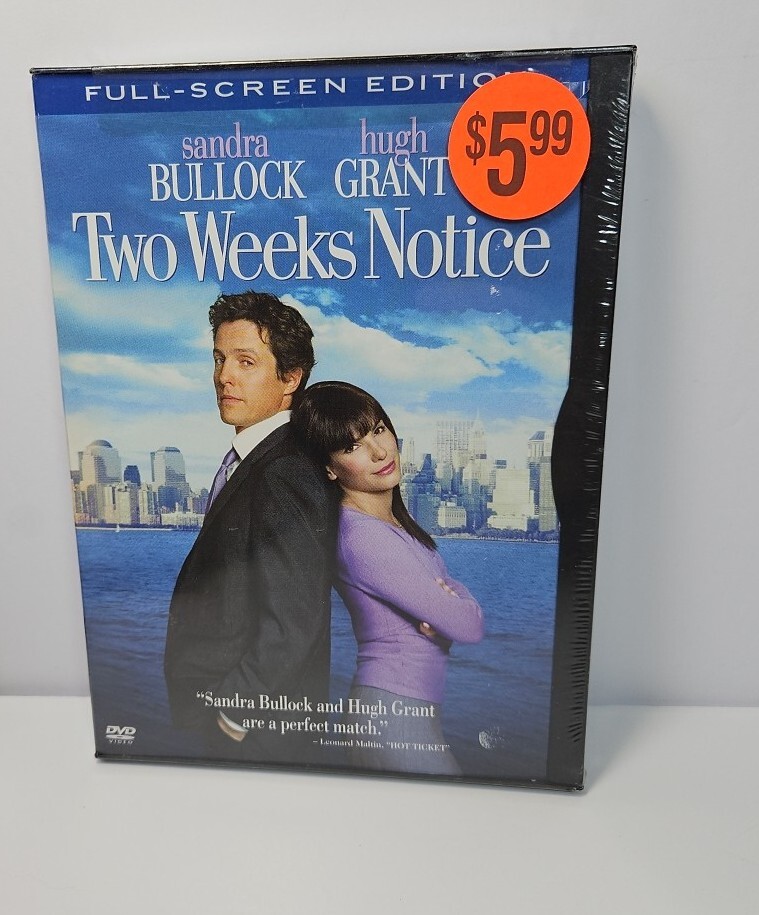 FULL-SCREEN EDITION
$5.99
sandra hugh
BULLOCK GRANT
Two Weeks Notice
“Sandra Bullock and Hugh Grant
are a perfect match.”
– Leonard Maltin, "HOT TICKET"
DVD
VIDEO